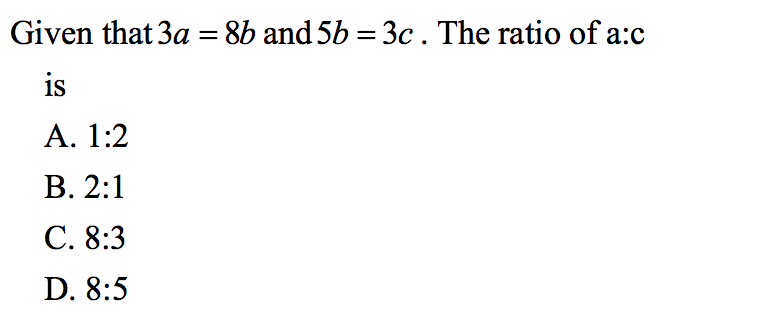 Given that 3a = 8b and 5b = 3c . The ratio of a:c
is
A. 1:2
B. 2:1
C. 8:3
D. 8:5